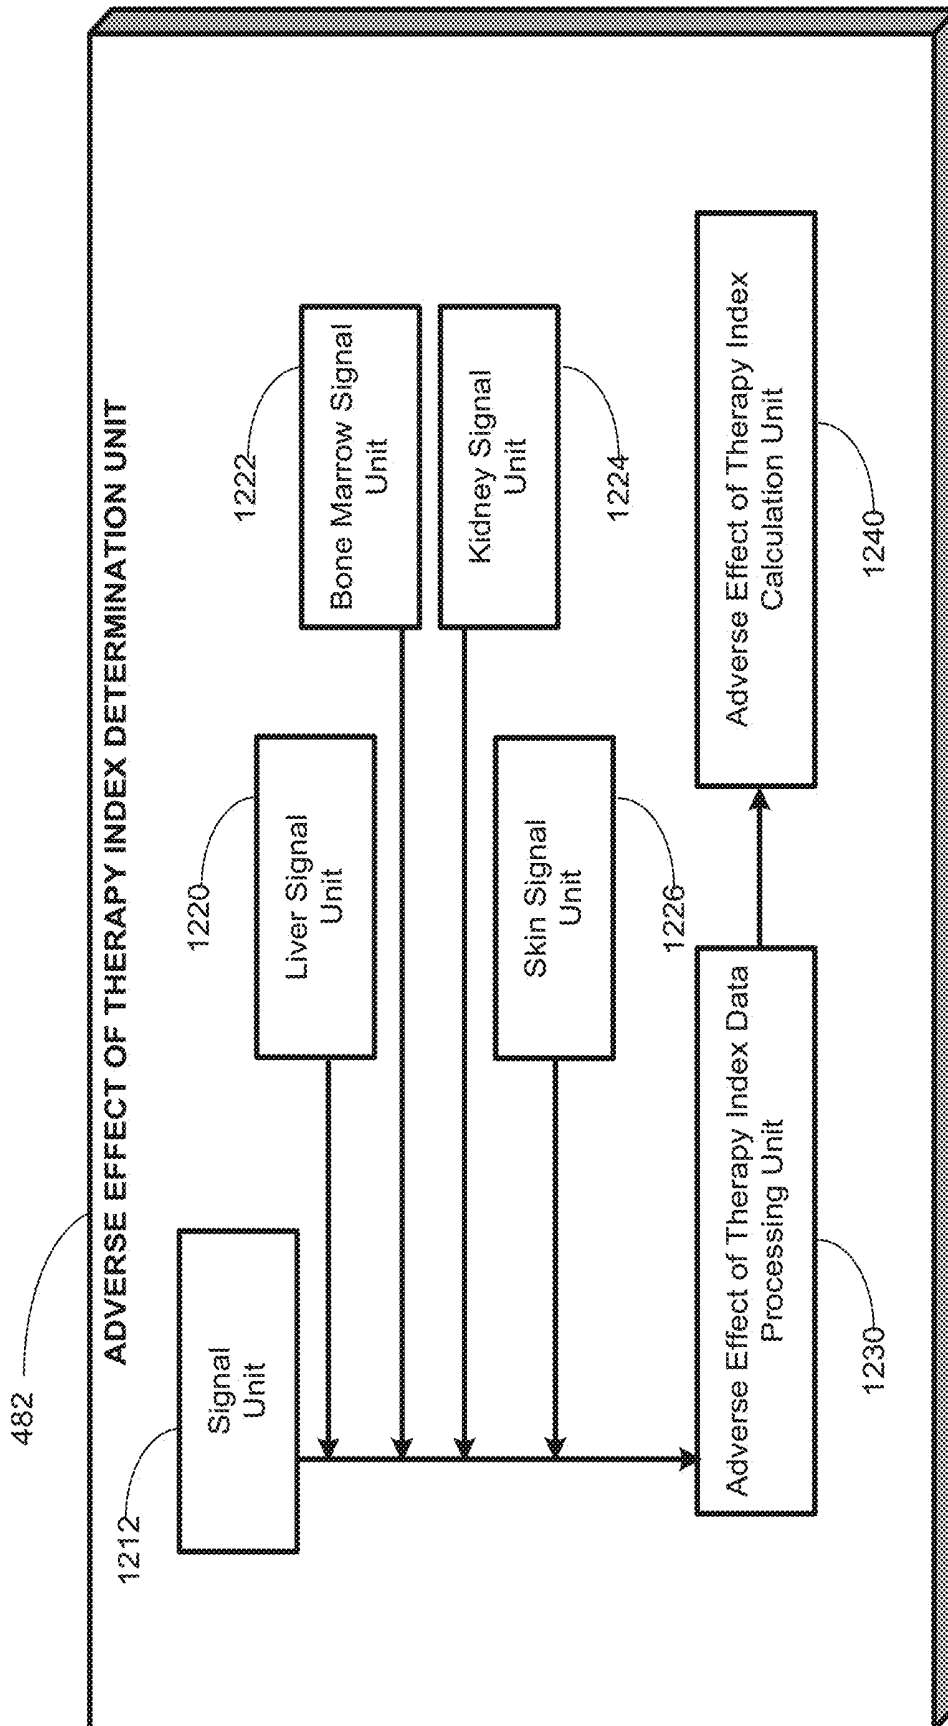 482
ADVERSE EFFECT OF THERAPY INDEX DETERMINATION UNIT
1212
Signal
Unit
1220
Liver Signal
Unit
1222
Bone Marrow Signal
Unit
Kidney Signal
Unit
1224
Skin Signal
Unit
1226
Adverse Effect of Therapy Index Data
Processing Unit
1230
Adverse Effect of Therapy Index
Calculation Unit
1240